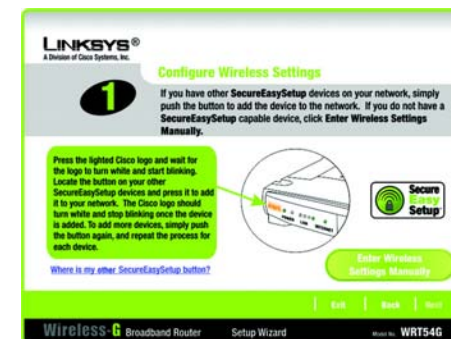 LINKSYS®
A Division of Cisco Systems, Inc.
1
Configure Wireless Settings
If you have other SecureEasySetup devices on your network, simply
push the button to add the device to the network. If you do not have a
SecureEasySetup capable device, click Enter Wireless Settings
Manually.
Press the lighted Cisco logo and wait for
the logo to turn white and start blinking.
Locate the button on your other
SecureEasySetup devices and press it to add
it to your network. The Cisco logo should
turn white and stop blinking once the device
is added. To add more devices, simply push
the button again, and repeat the process for
each device.
POWER LAN INTERNET
Secure
Easy
Setup
Where is my other SecureEasySetup button?
Enter Wireless
Settings Manually
Exit Back Next
Wireless-G Broadband Router Setup Wizard Model No. WRT54G